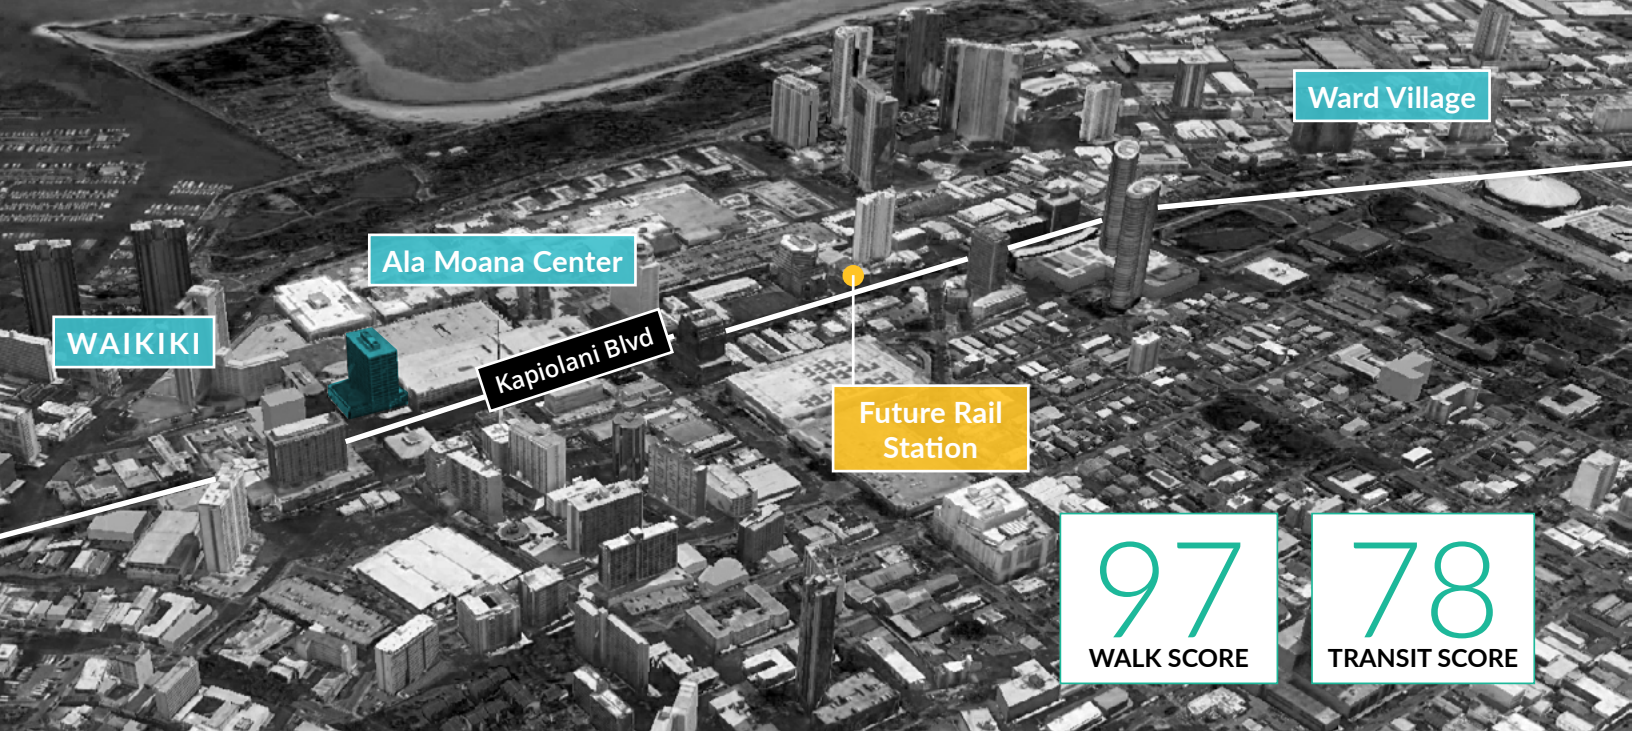 Ward Village
Ala Moana Center
WAIKIKI
Kapiolani Blvd
Future Rail
Station
97
WALK SCORE
78
TRANSIT SCORE